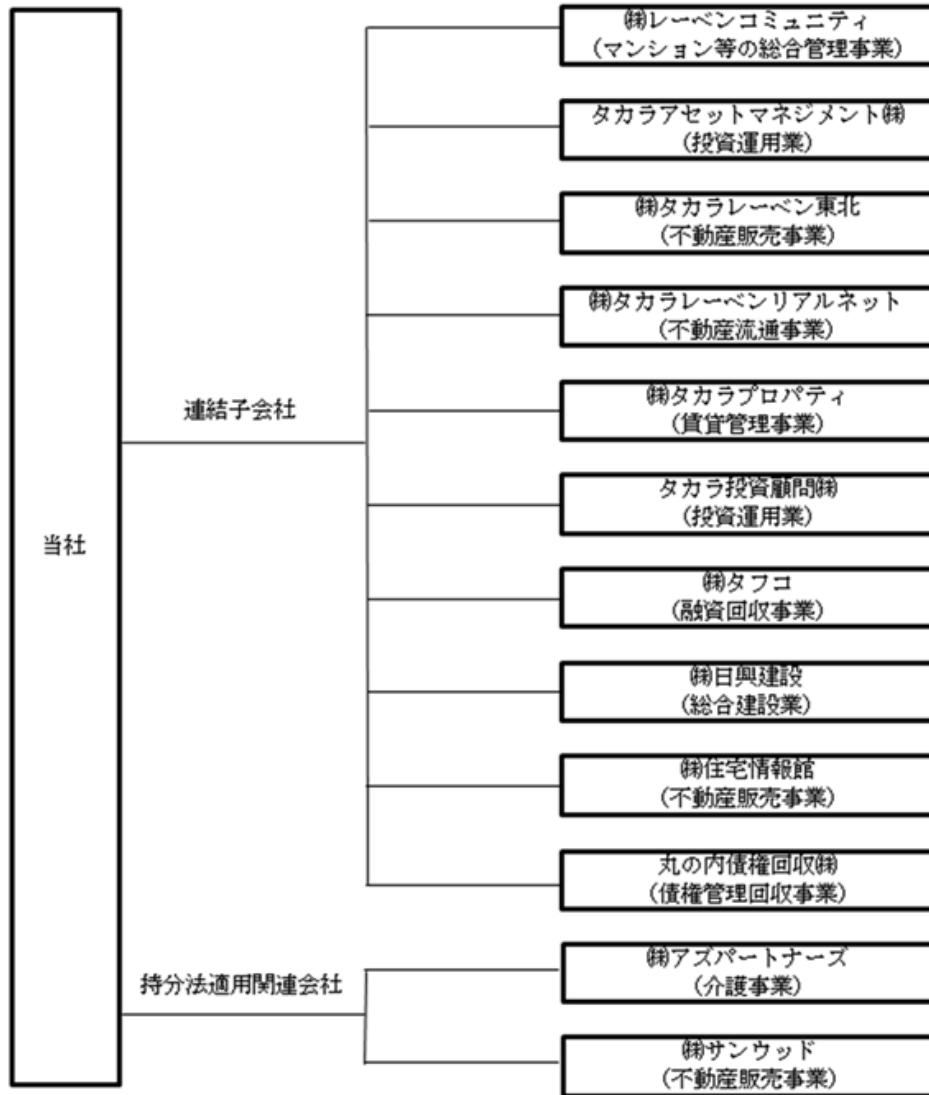 当社
連結子会社
㈱レーベンコミュニティ
(マンション等の総合管理事業)
タカラアセットマネジメント㈱
(投資運用業)
㈱タカラレーベン東北
(不動産販売事業)
㈱タカラレーベンリアルネット
(不動産流通事業)
㈱タカラプロパティ
(賃貸管理事業)
タカラ投資顧問㈱
(投資運用業)
㈱タフコ
(融資回収事業)
㈱日興建設
(総合建設業)
㈱住宅情報館
(不動産販売事業)
丸の内債権回収㈱
(債権管理回収事業)
持分法適用関連会社
㈱アズパートナーズ
(介護事業)
㈱サンウッド
(不動産販売事業)